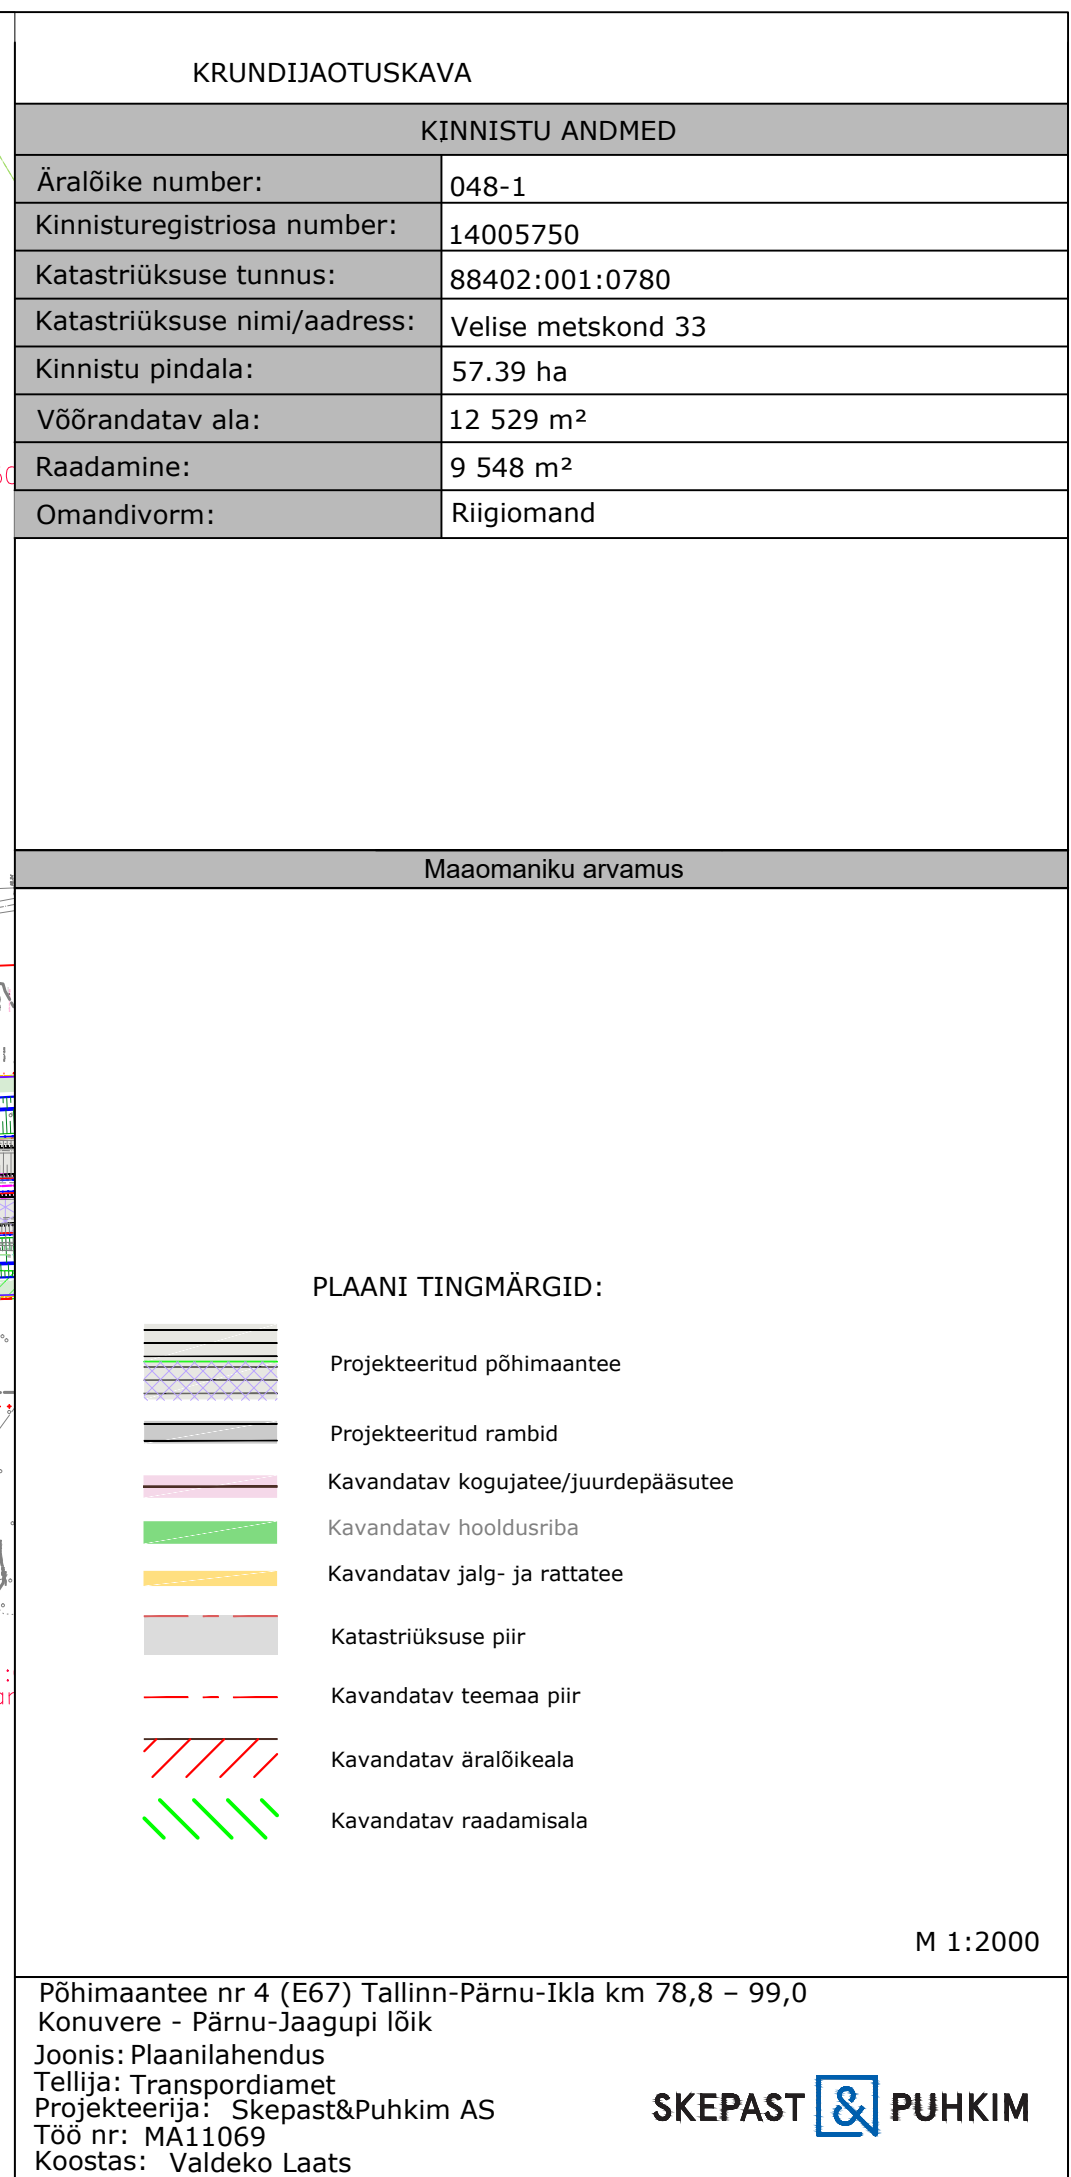 KRUNDIJAOTUSKAVA
KINNISTU ANDMED
Äralõike number: 048-1
Kinnisturegistriosa number: 14005750
Katastriüksuse tunnus: 88402:001:0780
Katastriüksuse nimi/aadress: Velise metskond 33
Kinnistu pindala: 57.39 ha
Võõrandatav ala: 12 529 m²
Raadamine: 9 548 m²
Omandivorm: Riigiomand
Maaomaniku arvamus
PLAANI TINGMÄRGID:
Projekteeritud põhimaantee
Projekteeritud rambid
Kavandatav kogujatee/juurdepääsutee
Kavandatav hooldusriba
Kavandatav jalg- ja rattatee
Katastriüksuse piir
Kavandatav teemaa piir
Kavandatav äralõikeala
Kavandatav raadamisala
M 1:2000
Põhimaantee nr 4 (E67) Tallinn-Pärnu-Ikla km 78,8 – 99,0
Konuvere - Pärnu-Jaagupi lõik
Joonis: Plaanilahendus
Tellija: Transpordiamet
Projekteerija: Skepast&Puhkim AS
Töö nr: MA11069
Koostas: Valdeko Laats
SKEPAST & PUHKIM